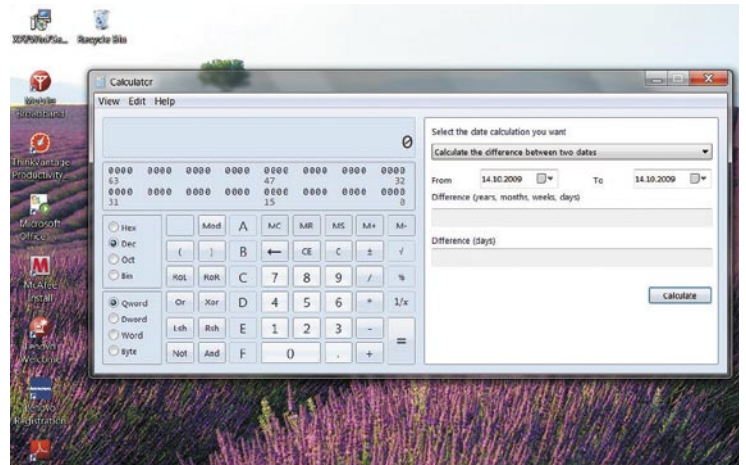 Recycle Bin
Mobile
Broadband
ThinkVantage
Productivity
Microsoft
Office
McAfee
Install
Lenovo
Welcome
Lenovo
Registration
Calculator
View Edit Help
0
0000 0000 0000 0000 0000 0000 0000 0000
63 47 32
0000 0000 0000 0000 0000 0000 0000 0000
31 15 0
Hex Mod A MC MR MS M+ M-
Dec ( ) B ← CE C ± √
Oct
Bin RoL RoR C 7 8 9 / %
Qword Or Xor D 4 5 6 * 1/x
Dword Lsh Rsh E 1 2 3 - =
Word
Byte Not And F 0 . +
Select the date calculation you want
Calculate the difference between two dates
From 14.10.2009 To 14.10.2009
Difference (years, months, weeks, days)
Difference (days)
Calculate